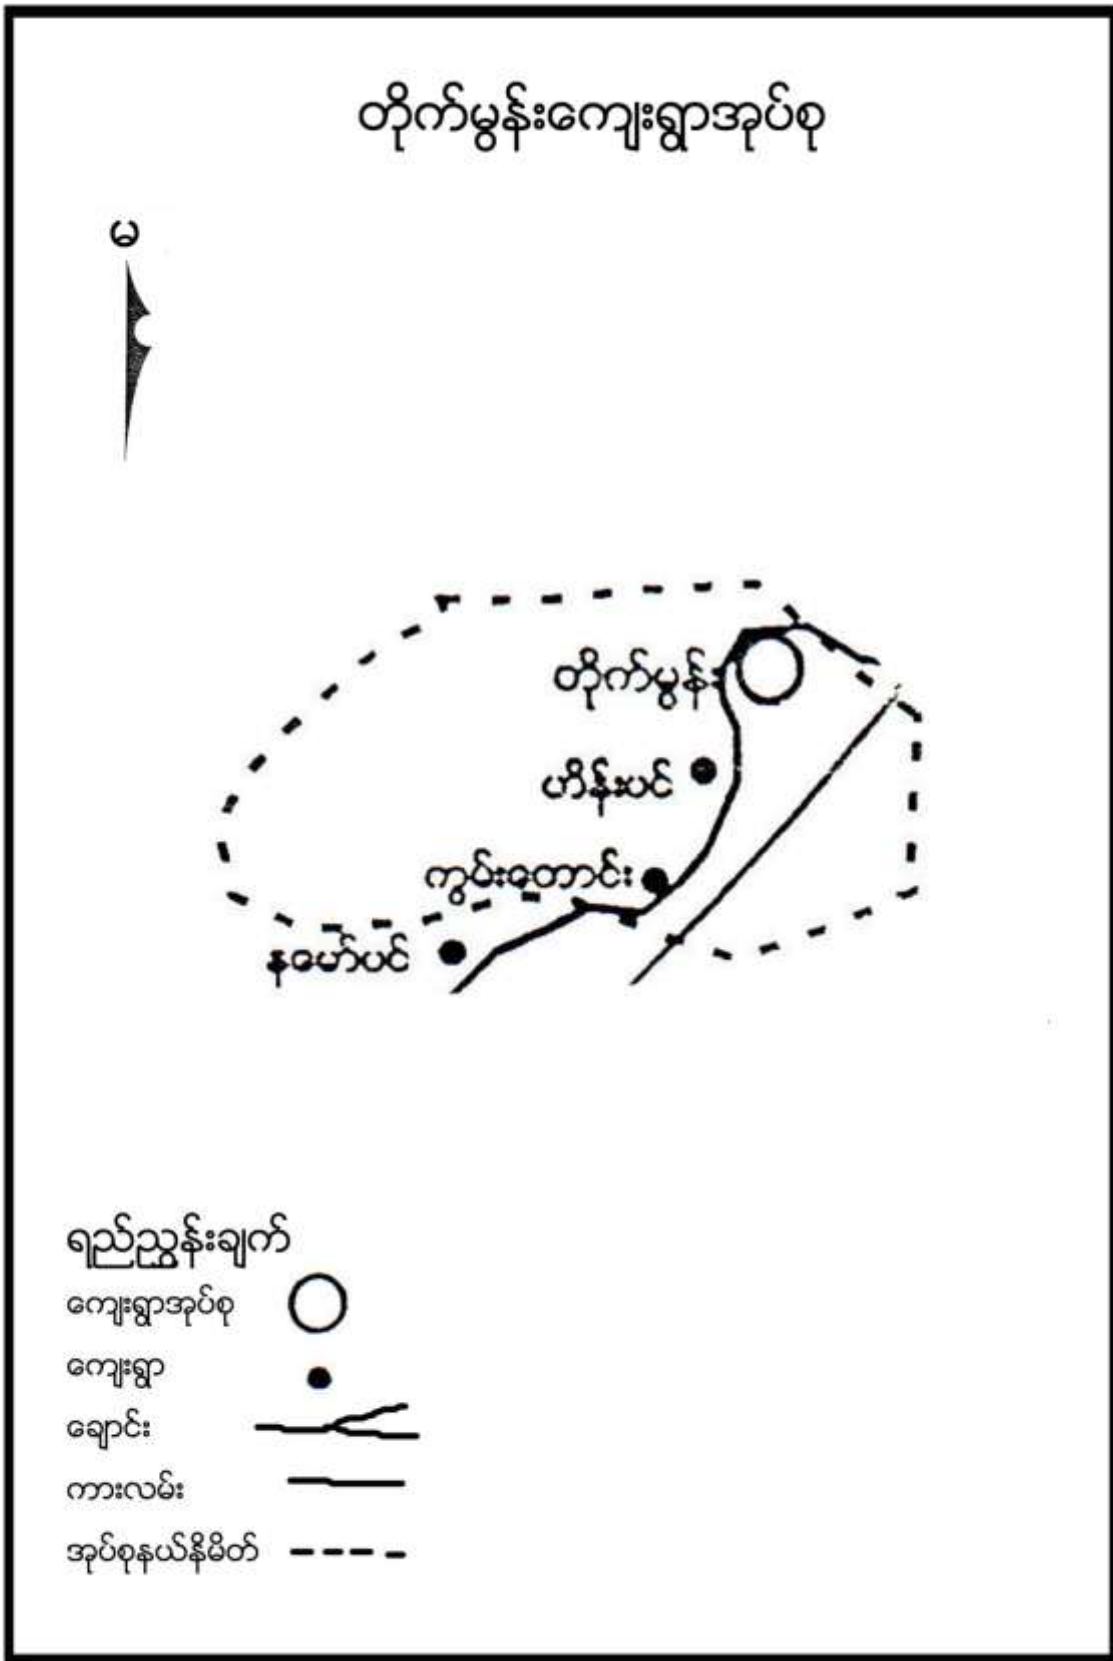 တိုက်မွန်းကျေးရွာအုပ်စု
မ
တိုက်မွန်း
ဟိန်းပင်
ကွမ်းတောင်း
နမော်ပင်
ရည်ညွှန်းချက်
ကျေးရွာအုပ်စု
ကျေးရွာ
ချောင်း
ကားလမ်း
အုပ်စုနယ်နိမိတ်